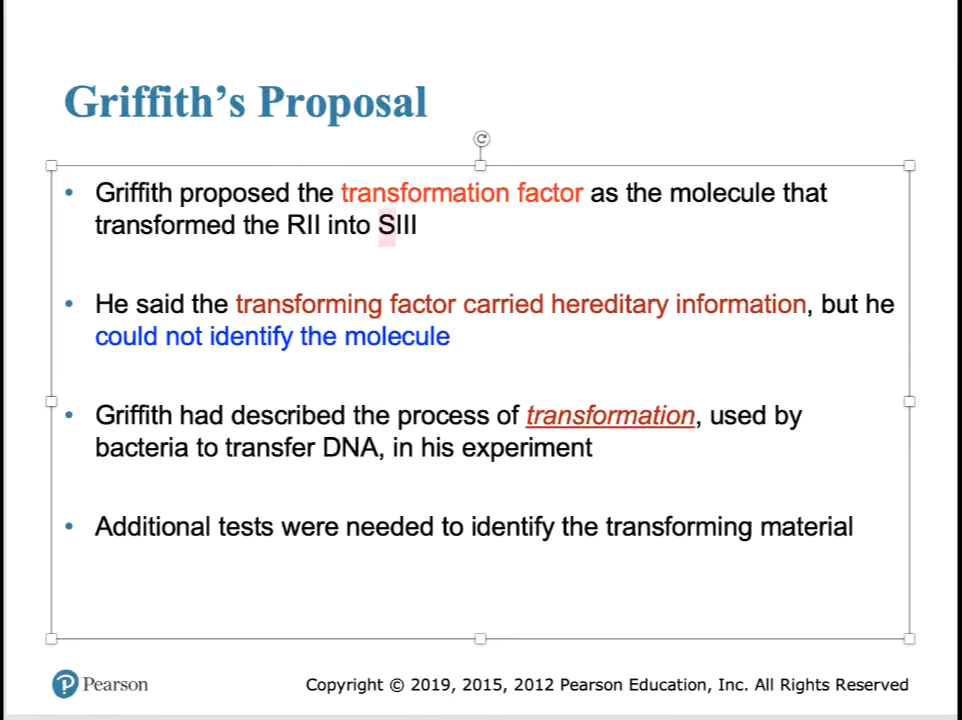 Griffith’s Proposal
• Griffith proposed the transformation factor as the molecule that
transformed the RII into SIII
• He said the transforming factor carried hereditary information, but he
could not identify the molecule
• Griffith had described the process of transformation, used by
bacteria to transfer DNA, in his experiment
• Additional tests were needed to identify the transforming material
P Pearson
Copyright © 2019, 2015, 2012 Pearson Education, Inc. All Rights Reserved